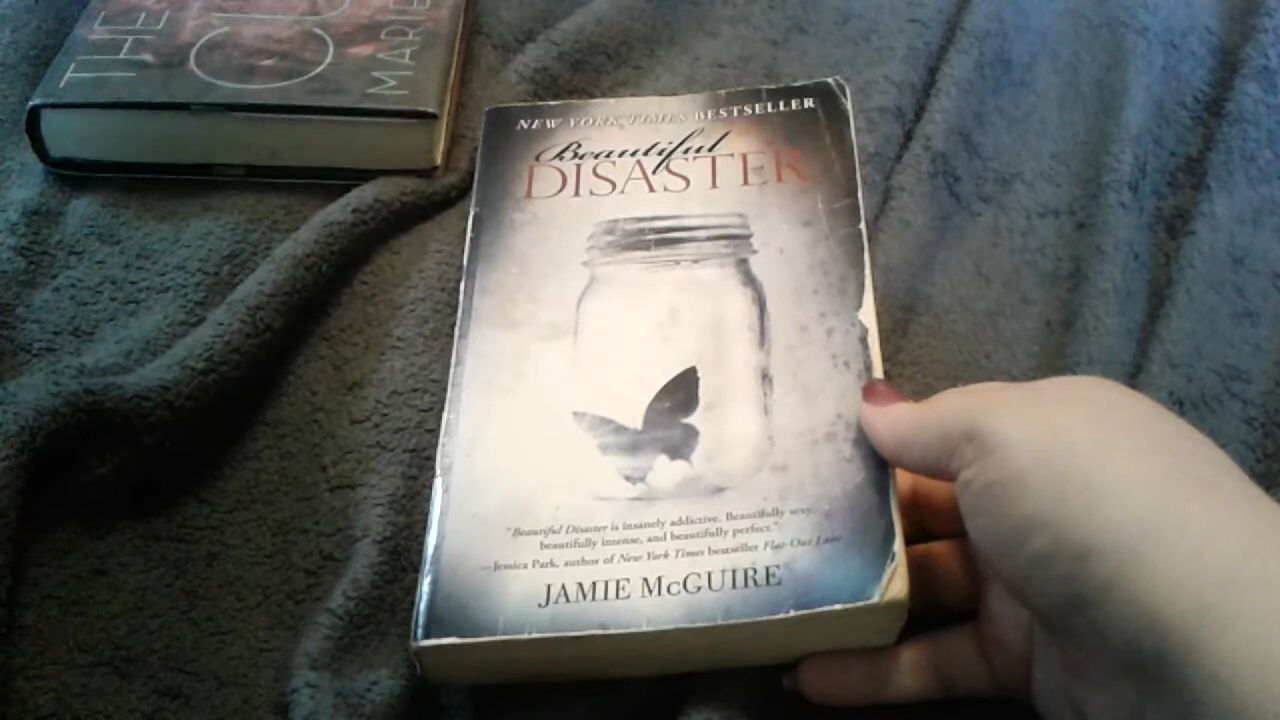 THE
CU
MARIE
NEW YORK TIMES BESTSELLER
Beautiful
DISASTER
"Beautiful Disaster is insanely addictive. Beautifully sexy,
beautifully intense, and beautifully perfect."
—Jessica Park, author of New York Times bestseller Flat-Out Love
JAMIE McGUIRE